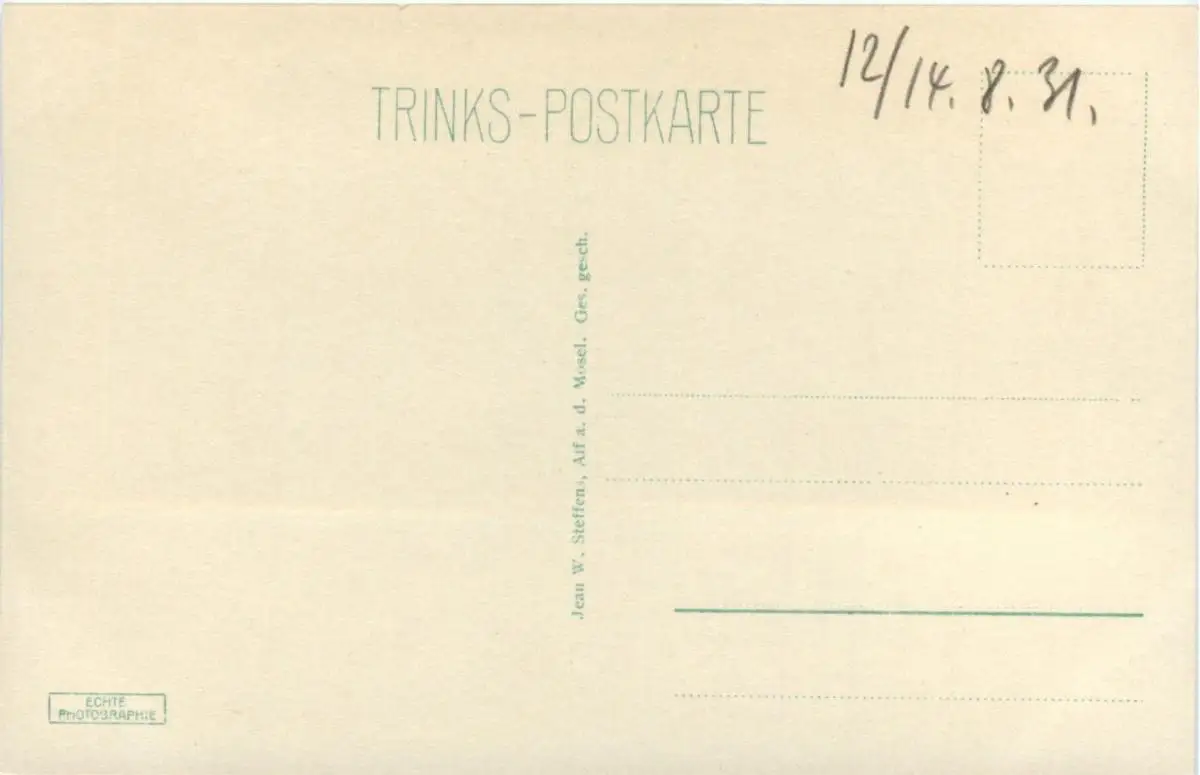 12/14. 8. 31.
TRINKS-POSTKARTE
Jean W. Steffens, Alf a. d. Mosel. Ges. gesch.
ECHTE
PHOTOGRAPHIE